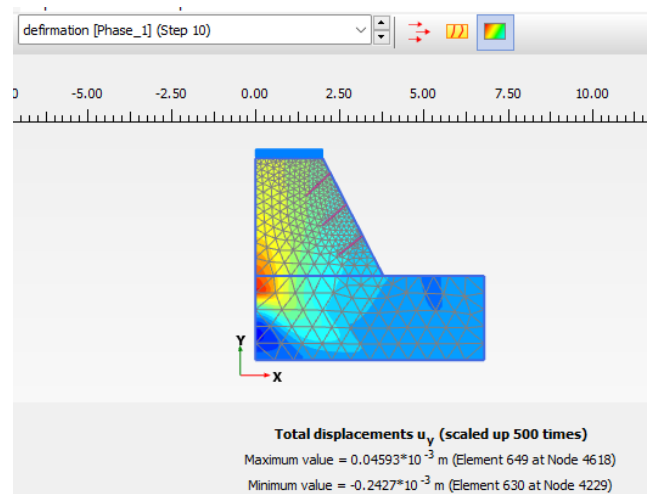 defirmation [Phase_1] (Step 10)
-5.00 -2.50 0.00 2.50 5.00 7.50 10.00
Y
X
Total displacements u_y (scaled up 500 times)
Maximum value = 0.04593*10^-3 m (Element 649 at Node 4618)
Minimum value = -0.2427*10^-3 m (Element 630 at Node 4229)